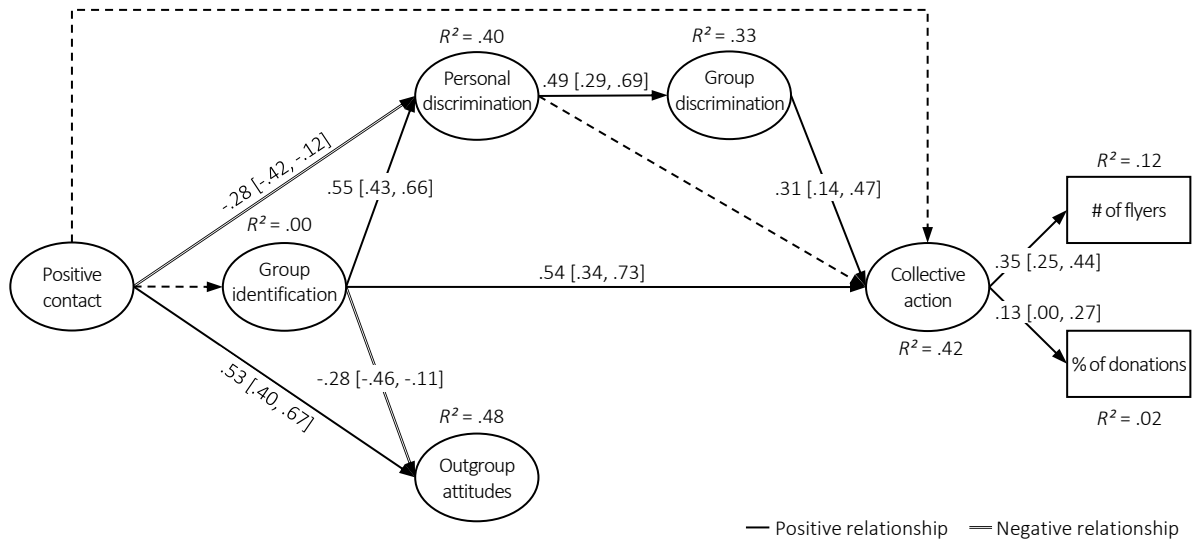 R² = .40
R² = .33
Personal
discrimination
.49 [.29, .69]
Group
discrimination
-.28 [-.42, -.12]
.55 [.43, .66]
.31 [.14, .47]
R² = .12
# of flyers
R² = .00
Positive
contact
Group
identification
.54 [.34, .73]
Collective
action
.35 [.25, .44]
.13 [.00, .27]
R² = .42
% of donations
R² = .02
.53 [.40, .67]
-.28 [-.46, -.11]
R² = .48
Outgroup
attitudes
Positive relationship
Negative relationship